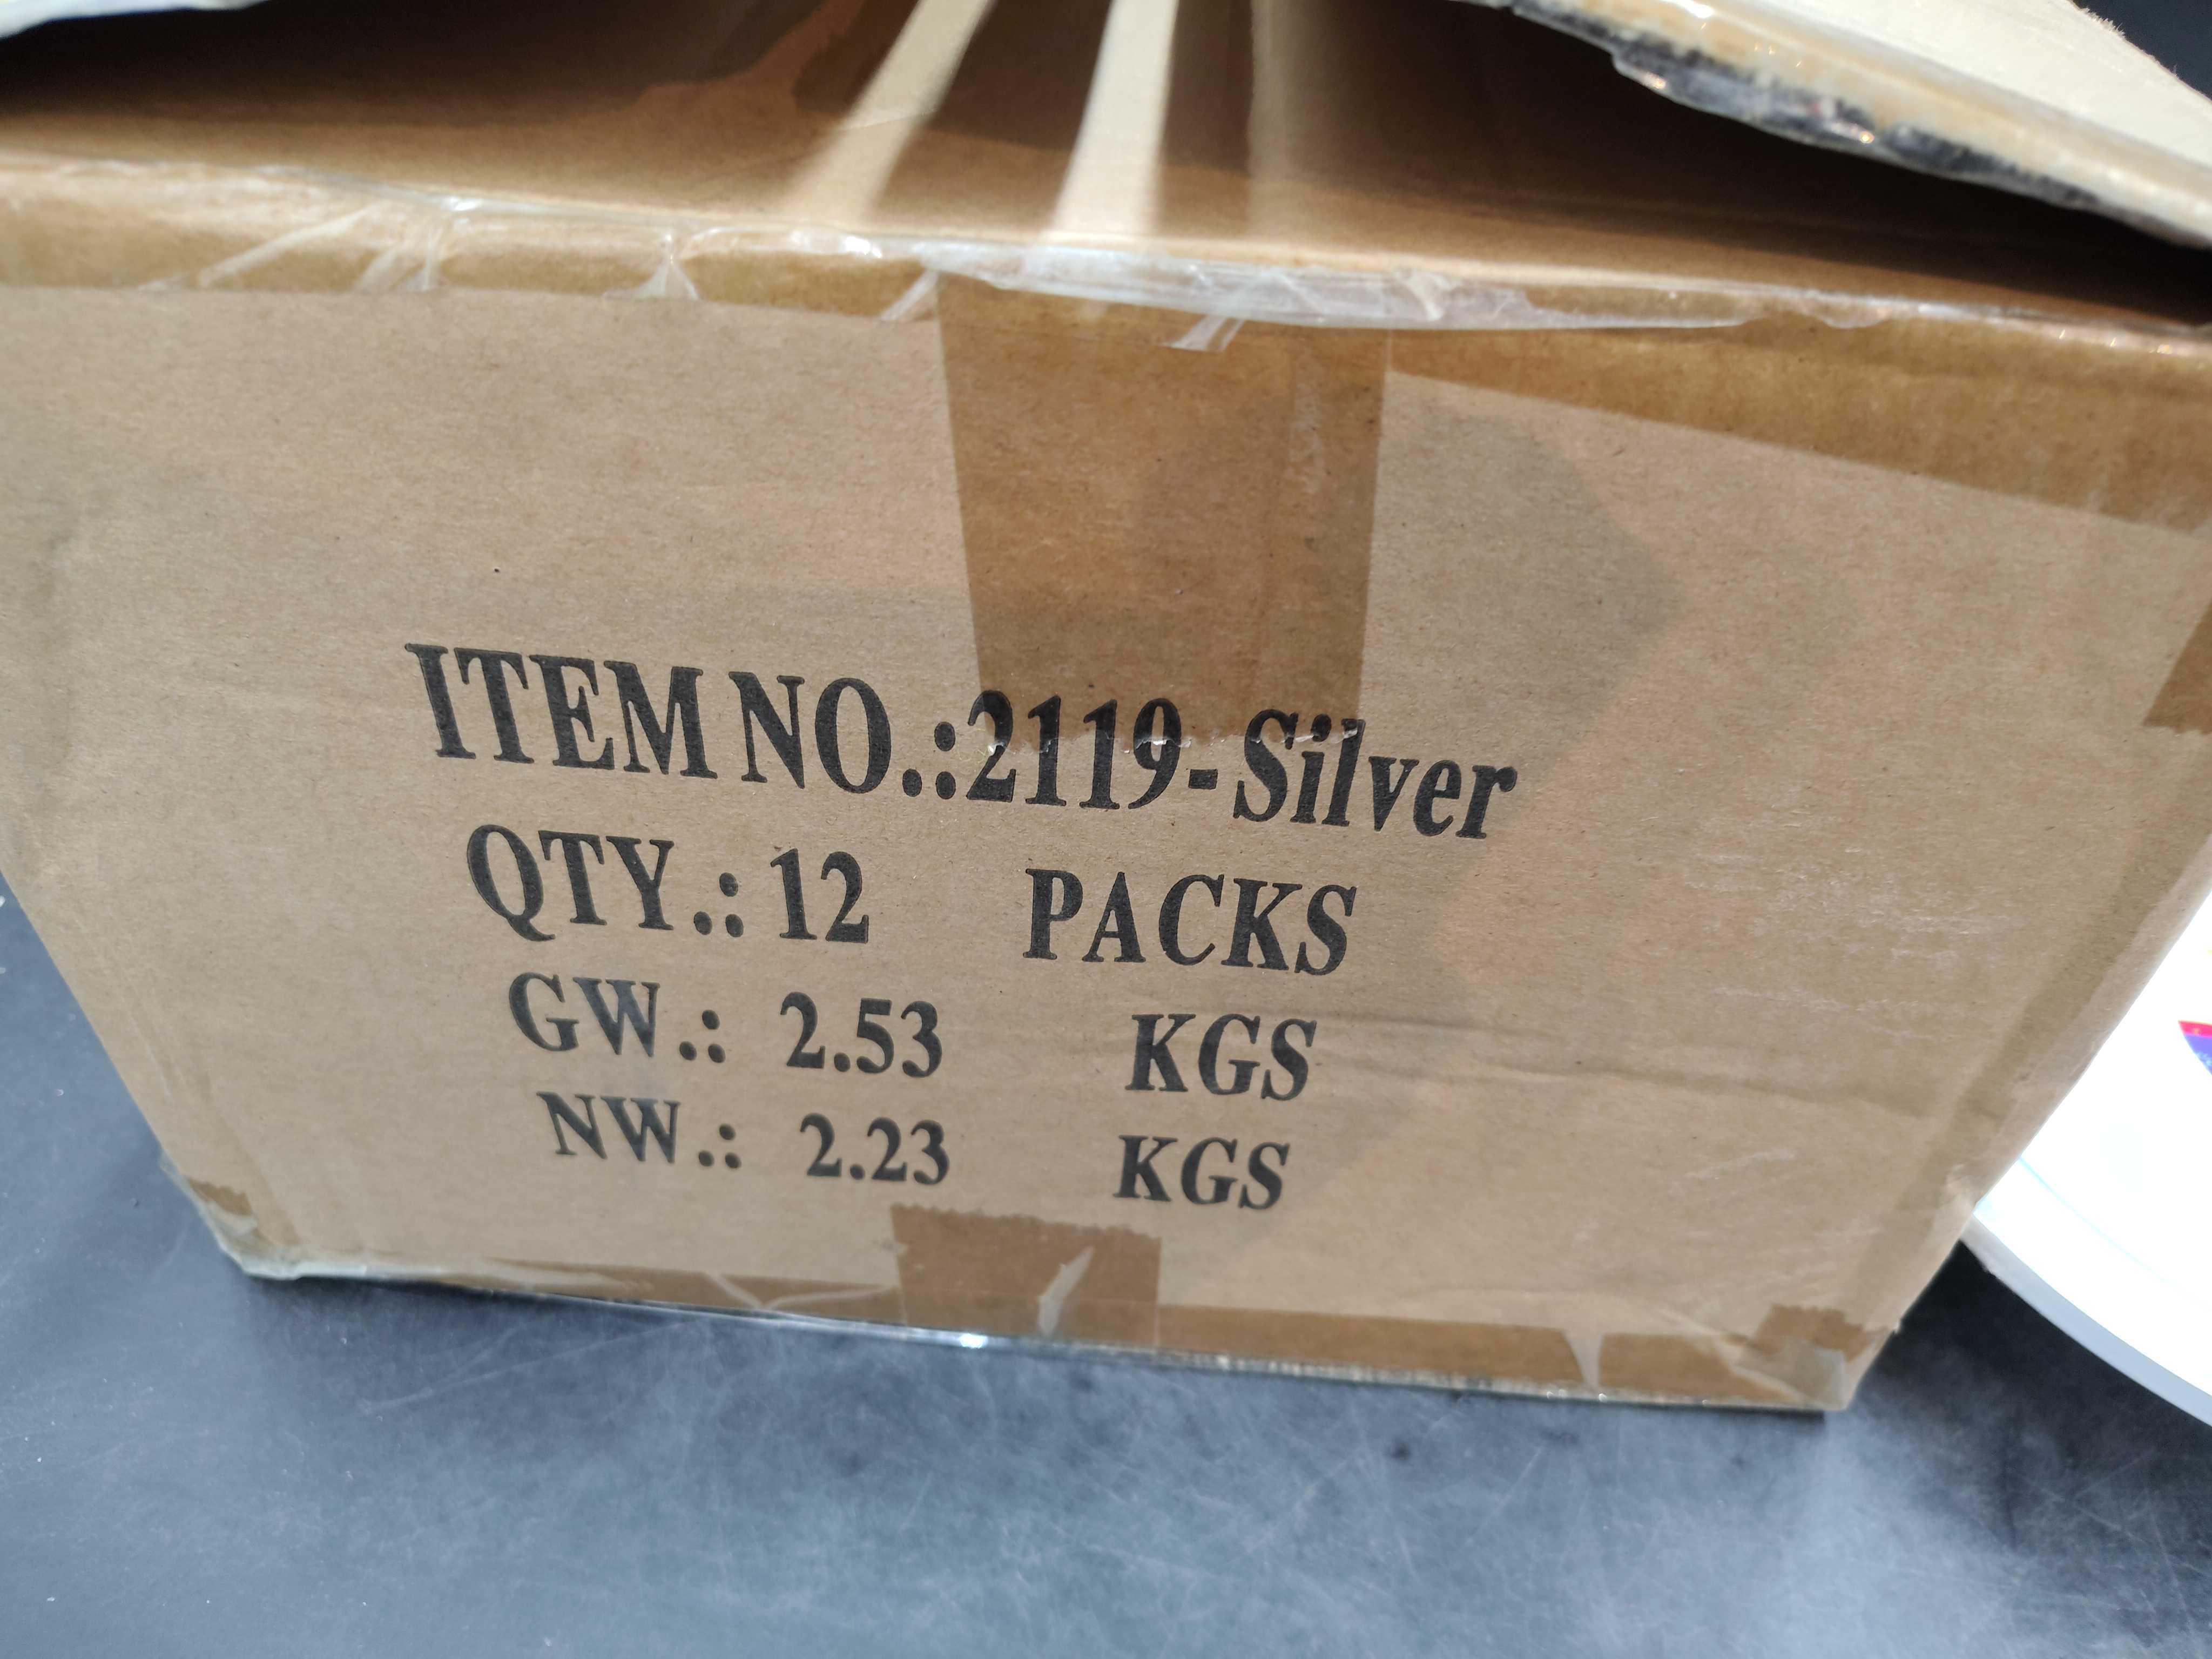 ITEM NO.:2119-Silver
QTY.: 12 PACKS
GW.: 2.53 KGS
NW.: 2.23 KGS